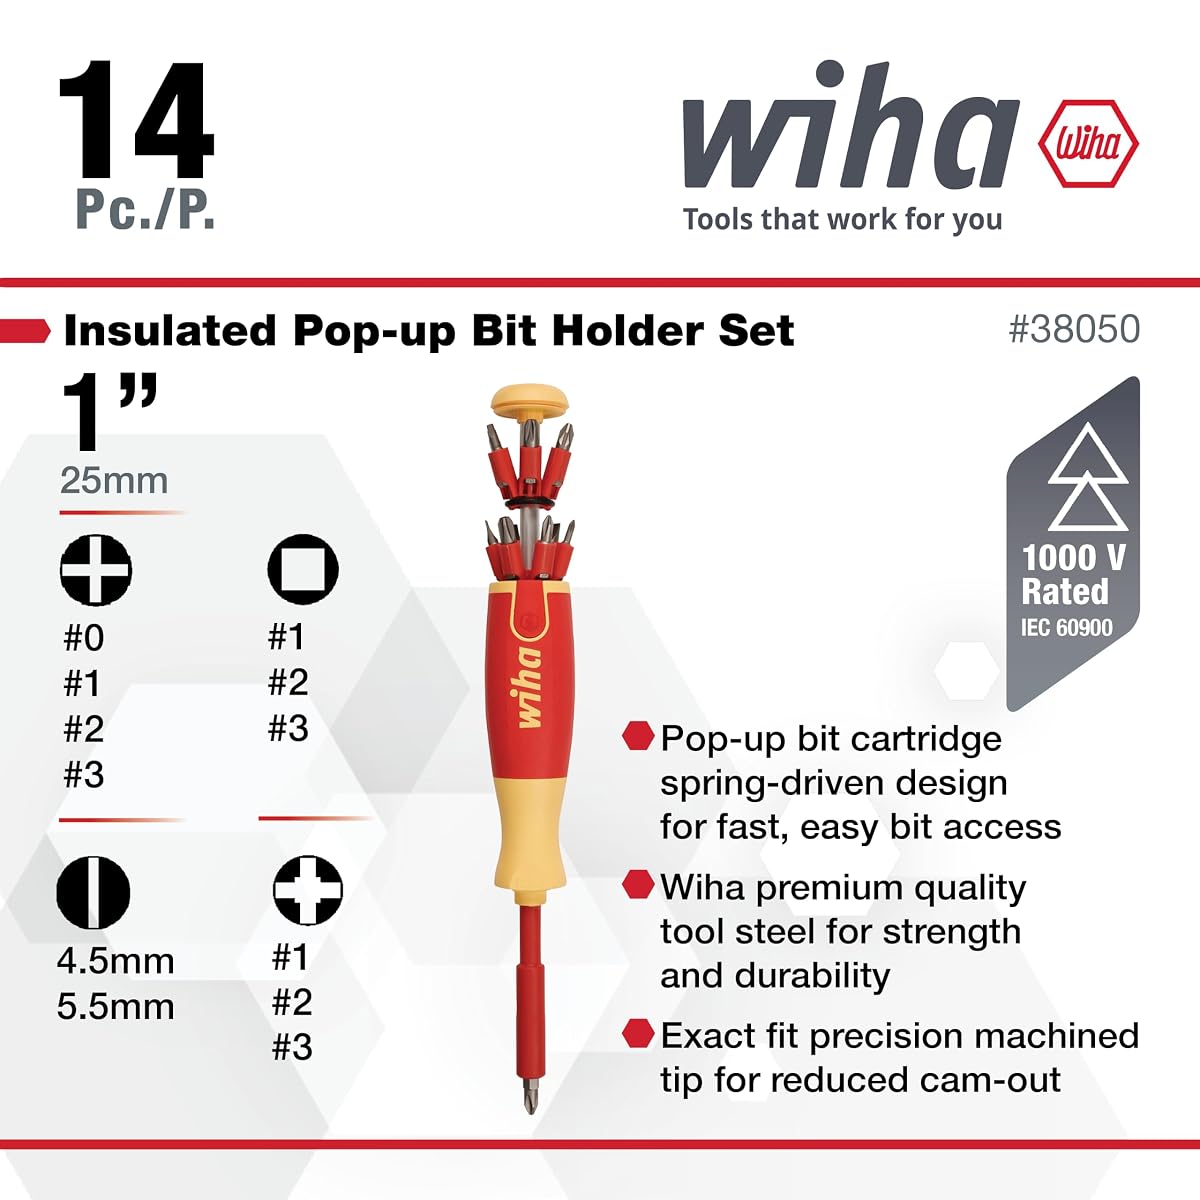 14
Pc./P.
wiha
Wiha
Tools that work for you
Insulated Pop-up Bit Holder Set
#38050
1”
25mm
#0
#1
#2
#3
#1
#2
#3
4.5mm
5.5mm
#1
#2
#3
wiha
1000 V
Rated
IEC 60900
Pop-up bit cartridge
spring-driven design
for fast, easy bit access
Wiha premium quality
tool steel for strength
and durability
Exact fit precision machined
tip for reduced cam-out